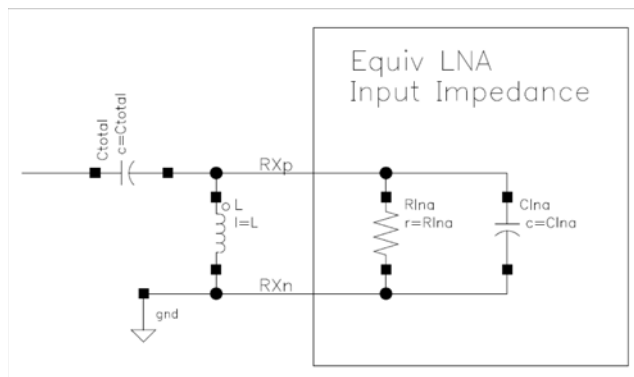 Equiv LNA
Input Impedance
Ctotal
c=Ctotal
RXp
L
l=L
Rlna
r=Rlna
Clna
c=Clna
RXn
gnd